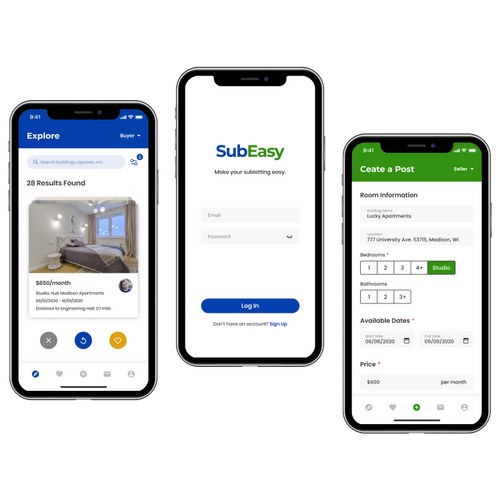 9:41
Explore
Buyer
Search buildings, zipcode, etc.
28 Results Found
$650/month
Studio, Hub Madison Apartments
09/01/2020 - 10/01/2020
Distance to Engineering Hall: 0.1 mile
SubEasy
Make your subletting easy.
Email
Password
Log In
Don't have an account? Sign Up
9:41
Ceate a Post
Seller
Room Information
Building Name
Lucky Apartments
Location
777 University Ave. 53715, Madison, WI
Bedrooms *
1 2 3 4+ Studio
Bathrooms
1 2 3+
Available Dates *
Start Date End Date
06/06/2020 09/09/2020
Price *
$600 per month